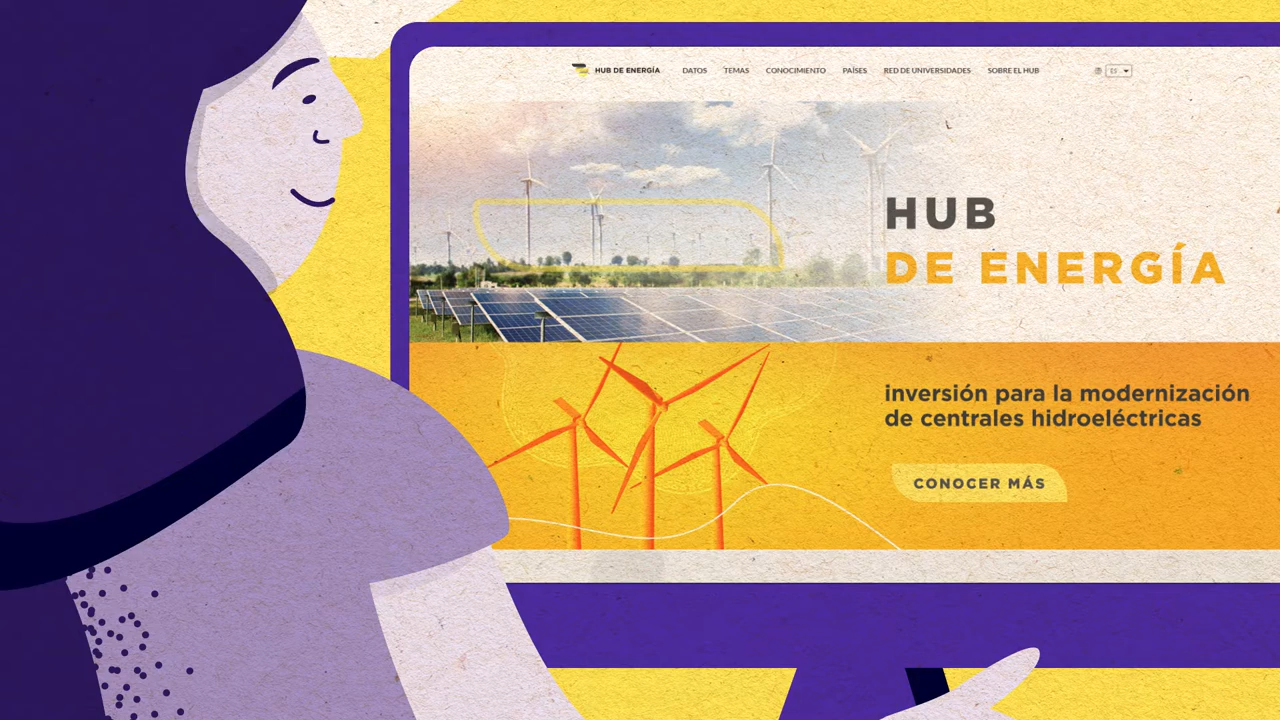 HUB DE ENERGÍA DATOS TEMAS CONOCIMIENTO PAÍSES RED DE UNIVERSIDADES SOBRE EL HUB
HUB
DE ENERGÍA
inversión para la modernización
de centrales hidroeléctricas
CONOCER MÁS